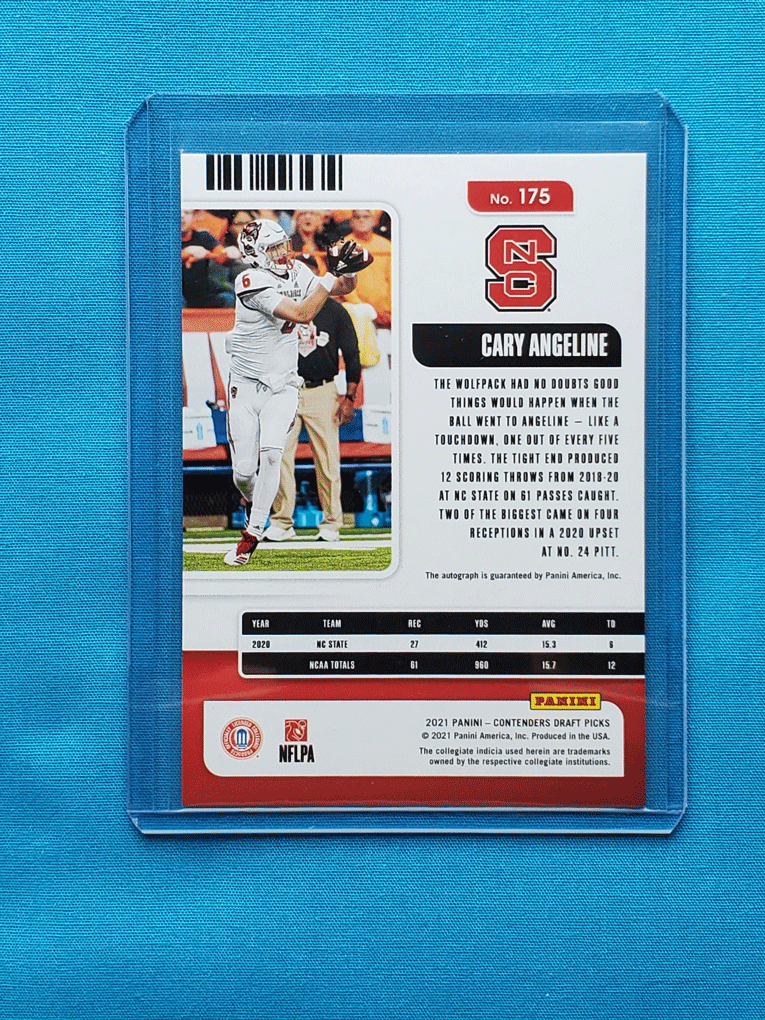 No. 175
NCS
CARY ANGELINE
THE WOLFPACK HAD NO DOUBTS GOOD
THINGS WOULD HAPPEN WHEN THE
BALL WENT TO ANGELINE – LIKE A
TOUCHDOWN, ONE OUT OF EVERY FIVE
TIMES. THE TIGHT END PRODUCED
12 SCORING THROWS FROM 2018-20
AT NC STATE ON 61 PASSES CAUGHT.
TWO OF THE BIGGEST CAME ON FOUR
RECEPTIONS IN A 2020 UPSET
AT NO. 24 PITT.
The autograph is guaranteed by Panini America, Inc.
YEAR TEAM REC YDS AVG TD
2020 NC STATE 27 412 15.3 6
NCAA TOTALS 61 960 15.7 12
PANINI
2021 PANINI – CONTENDERS DRAFT PICKS
© 2021 Panini America, Inc. Produced in the USA.
The collegiate indicia used herein are trademarks
owned by the respective collegiate institutions.
NFLPA
OFFICIALLY LICENSED COLLEGIATE PRODUCTS
6